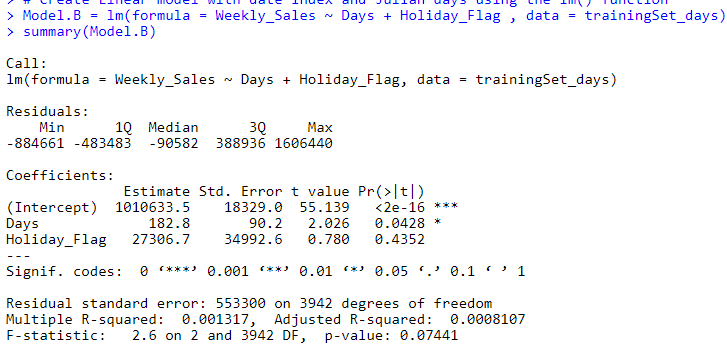 > # Create Linear model with date index and Julian days using the lm() function
> Model.B = lm(formula = Weekly_Sales ~ Days + Holiday_Flag , data = trainingSet_days)
> summary(Model.B)
Call:
lm(formula = Weekly_Sales ~ Days + Holiday_Flag, data = trainingSet_days)
Residuals:
    Min      1Q  Median      3Q     Max
-884661 -483483  -90582  388936 1606440
Coefficients:
             Estimate Std. Error t value Pr(>|t|)
(Intercept)  1010633.5    18329.0  55.139   <2e-16 ***
Days             182.8       90.2   2.026   0.0428 *
Holiday_Flag   27306.7    34992.6   0.780   0.4352
---
Signif. codes:  0 ‘***’ 0.001 ‘**’ 0.01 ‘*’ 0.05 ‘.’ 0.1 ‘ ’ 1
Residual standard error: 553300 on 3942 degrees of freedom
Multiple R-squared:  0.001317,  Adjusted R-squared:  0.0008107
F-statistic:   2.6 on 2 and 3942 DF,  p-value: 0.07441